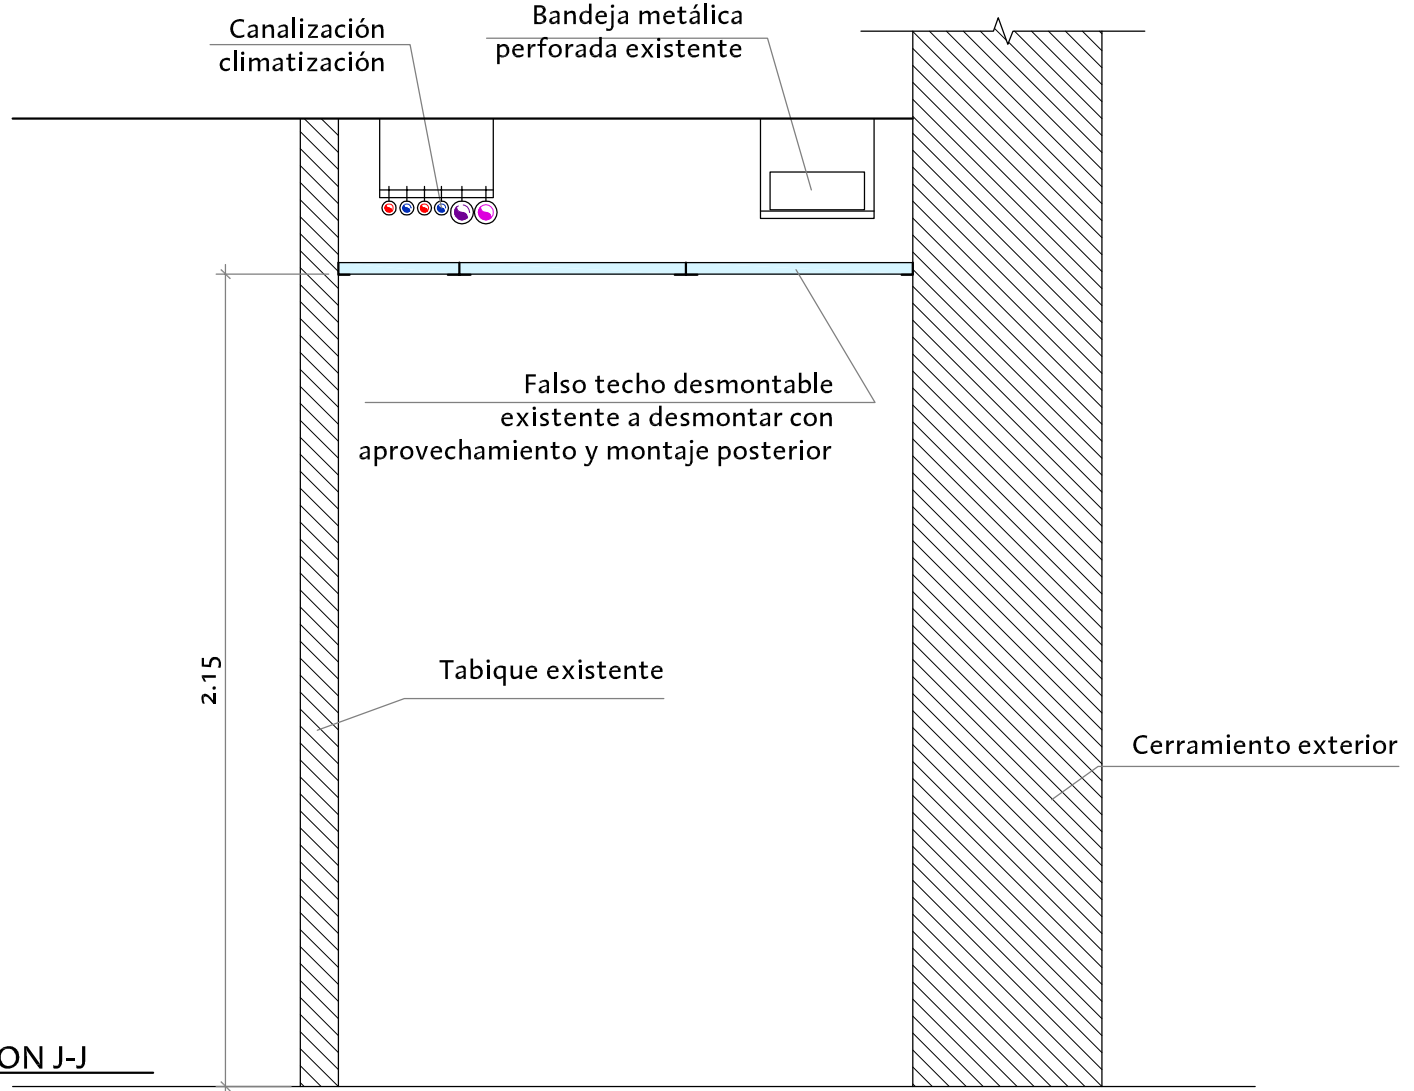 Canalización
climatización
Bandeja metálica
perforada existente
Falso techo desmontable
existente a desmontar con
aprovechamiento y montaje posterior
2.15
Tabique existente
Cerramiento exterior
ON J-J